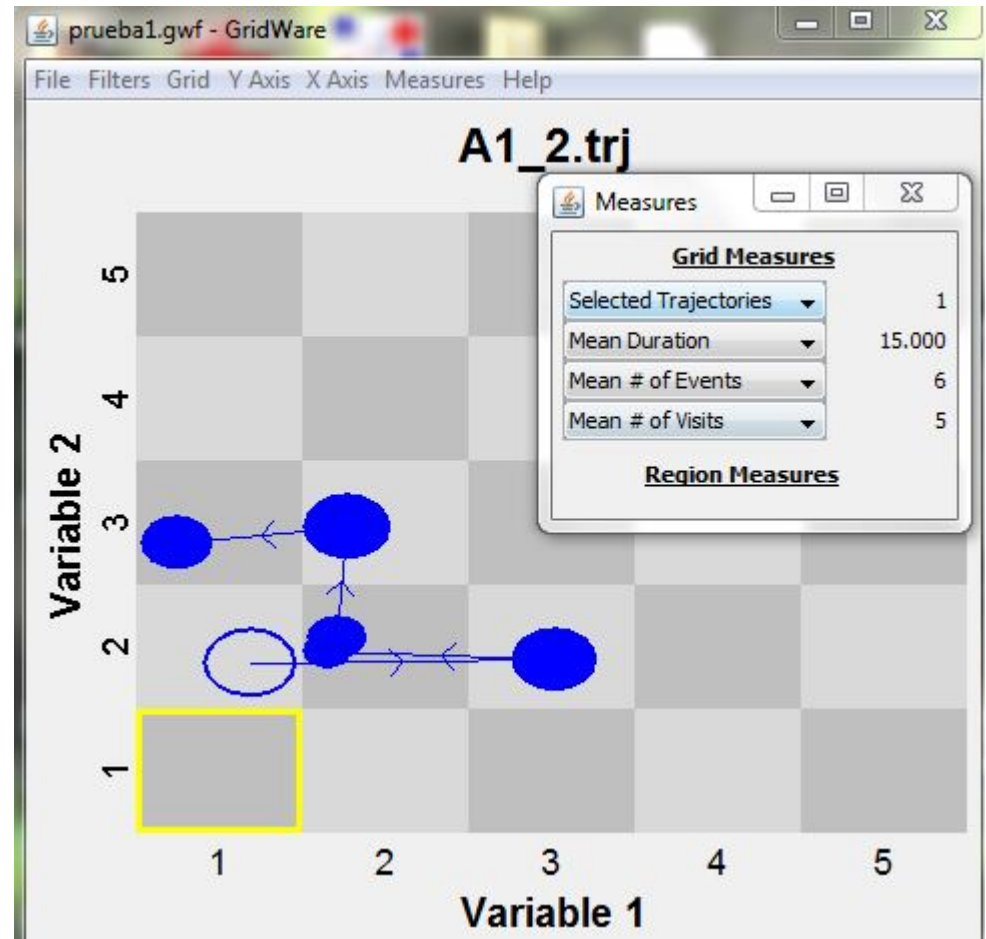 prueba1.gwf - GridWare
File Filters Grid Y Axis X Axis Measures Help
A1_2.trj
Measures
Grid Measures
Selected Trajectories 1
Mean Duration 15.000
Mean # of Events 6
Mean # of Visits 5
Region Measures
Variable 2
5
4
3
2
1
1 2 3 4 5
Variable 1